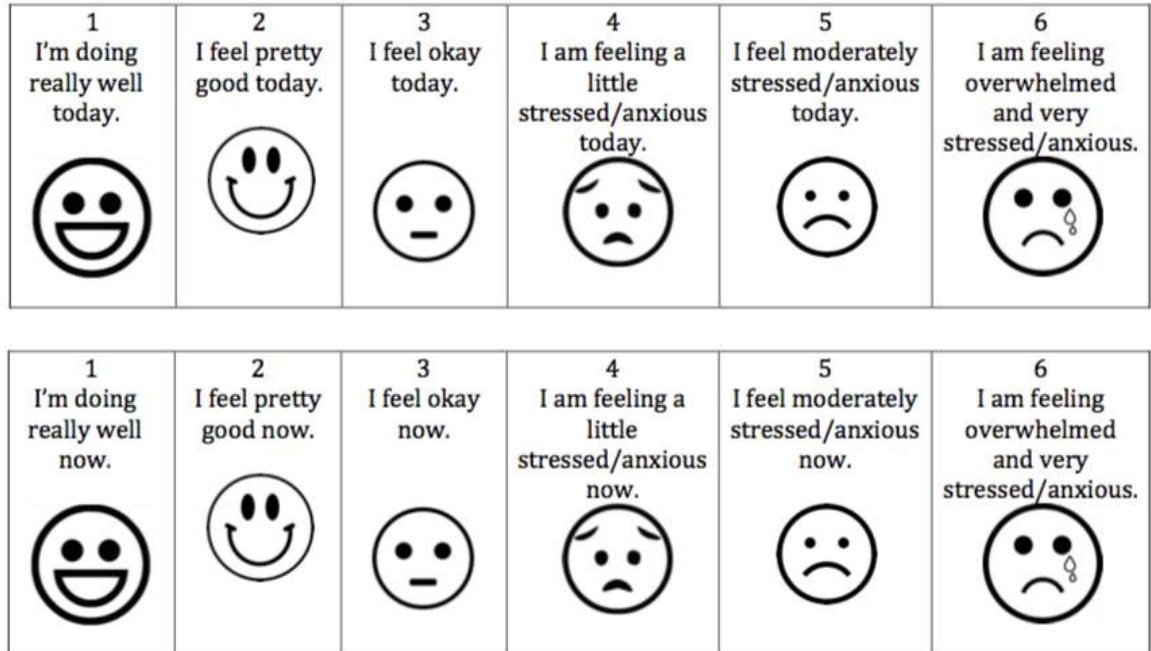 1
I’m doing
really well
today.
2
I feel pretty
good today.
3
I feel okay
today.
4
I am feeling a
little
stressed/anxious
today.
5
I feel moderately
stressed/anxious
today.
6
I am feeling
overwhelmed
and very
stressed/anxious.
1
I’m doing
really well
now.
2
I feel pretty
good now.
3
I feel okay
now.
4
I am feeling a
little
stressed/anxious
now.
5
I feel moderately
stressed/anxious
now.
6
I am feeling
overwhelmed
and very
stressed/anxious.